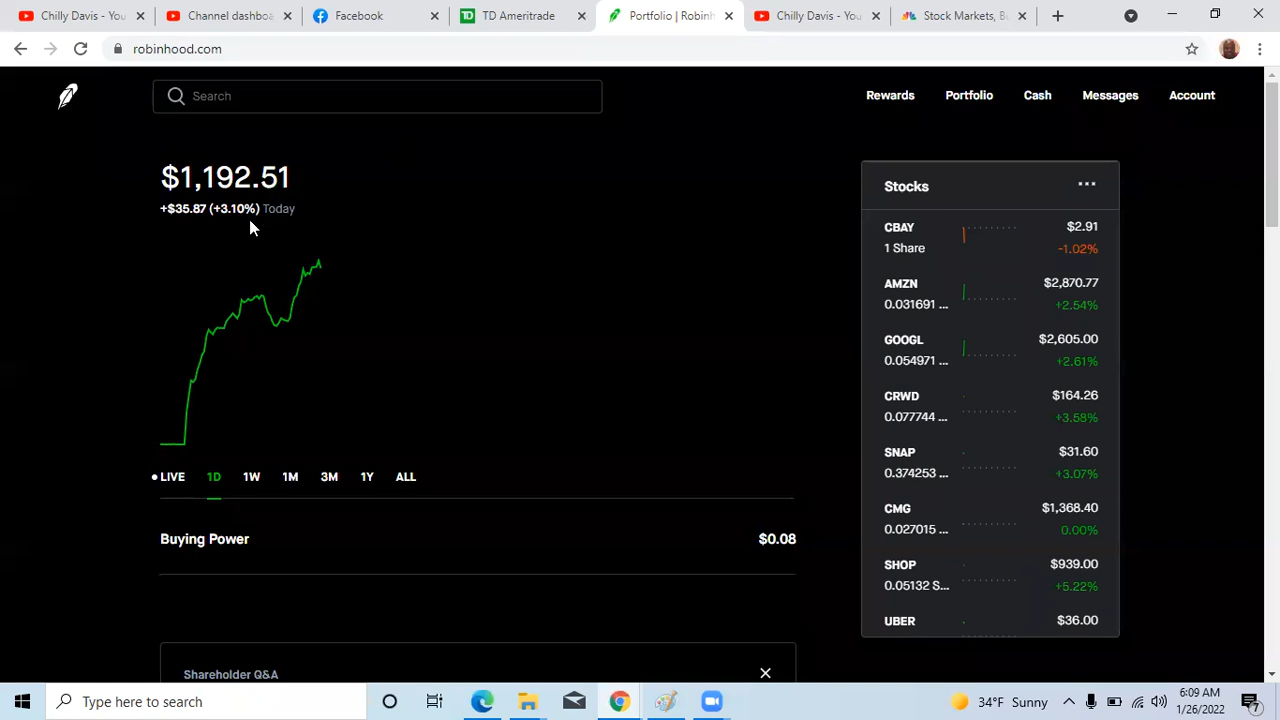 Chilly Davis - You
Channel dashboa
Facebook
TD Ameritrade
Portfolio | Robinh
Chilly Davis - You
Stock Markets, B
robinhood.com
Search
Rewards
Portfolio
Cash
Messages
Account
$1,192.51
+$35.87 (+3.10%) Today
LIVE
1D
1W
1M
3M
1Y
ALL
Buying Power
$0.08
Shareholder Q&A
Stocks
CBAY
$2.91
1 Share
-1.02%
AMZN
$2,870.77
0.031691 ...
+2.54%
GOOGL
$2,605.00
0.054971 ...
+2.61%
CRWD
$164.26
0.077744 ...
+3.58%
SNAP
$31.60
0.374253 ...
+3.07%
CMG
$1,368.40
0.027015 ...
0.00%
SHOP
$939.00
0.05132 S...
+5.22%
UBER
$36.00
Type here to search
34°F Sunny
6:09 AM
1/26/2022
7